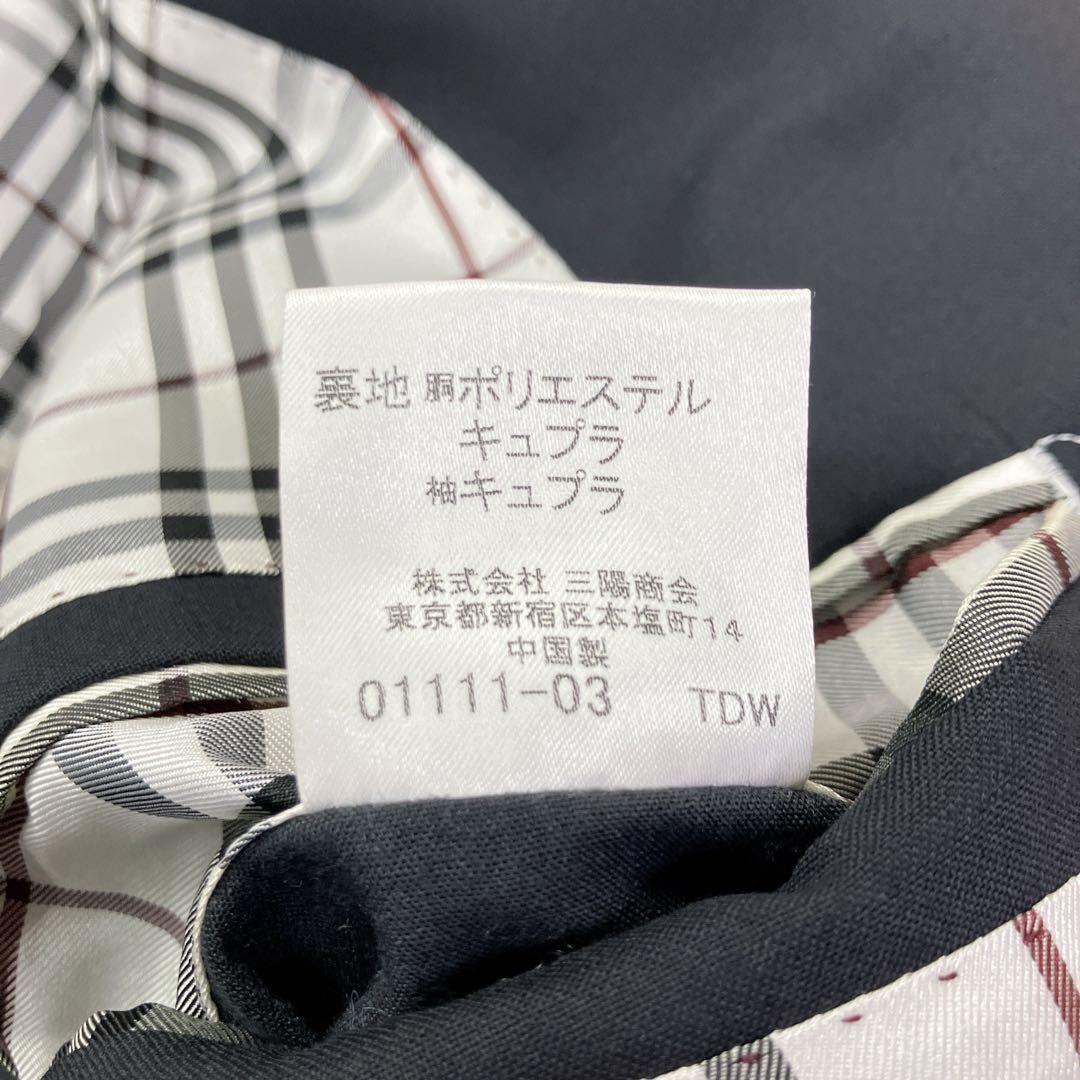 裏地 胴ポリエステル
キュプラ
袖キュプラ
株式会社 三陽商会
東京都新宿区本塩町14
中国製
01111-03 TDW